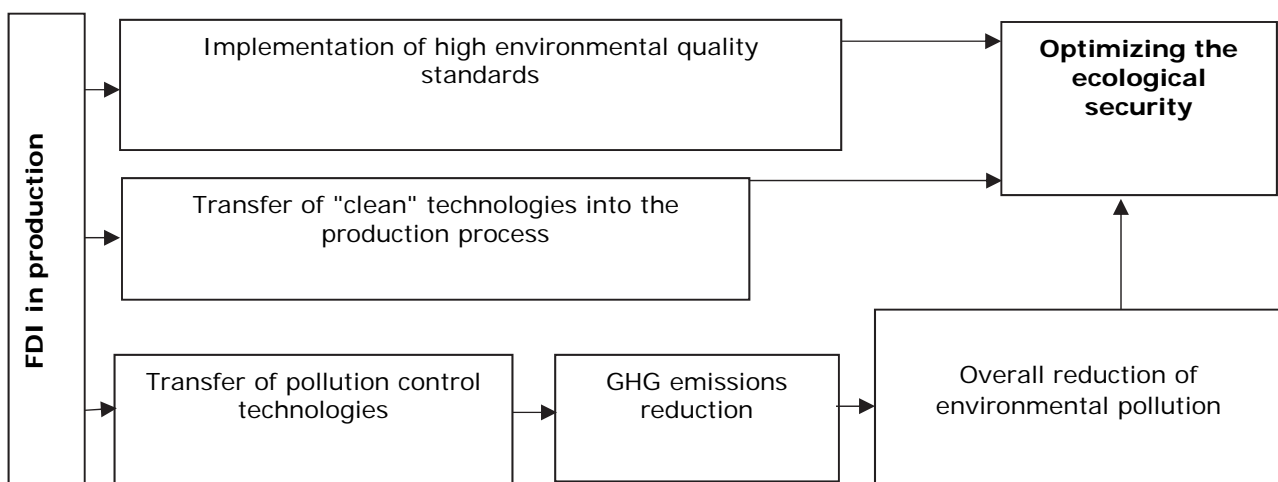 FDI in production
Implementation of high environmental quality
standards
Optimizing the
ecological
security
Transfer of "clean" technologies into the
production process
Transfer of pollution control
technologies
GHG emissions
reduction
Overall reduction of
environmental pollution